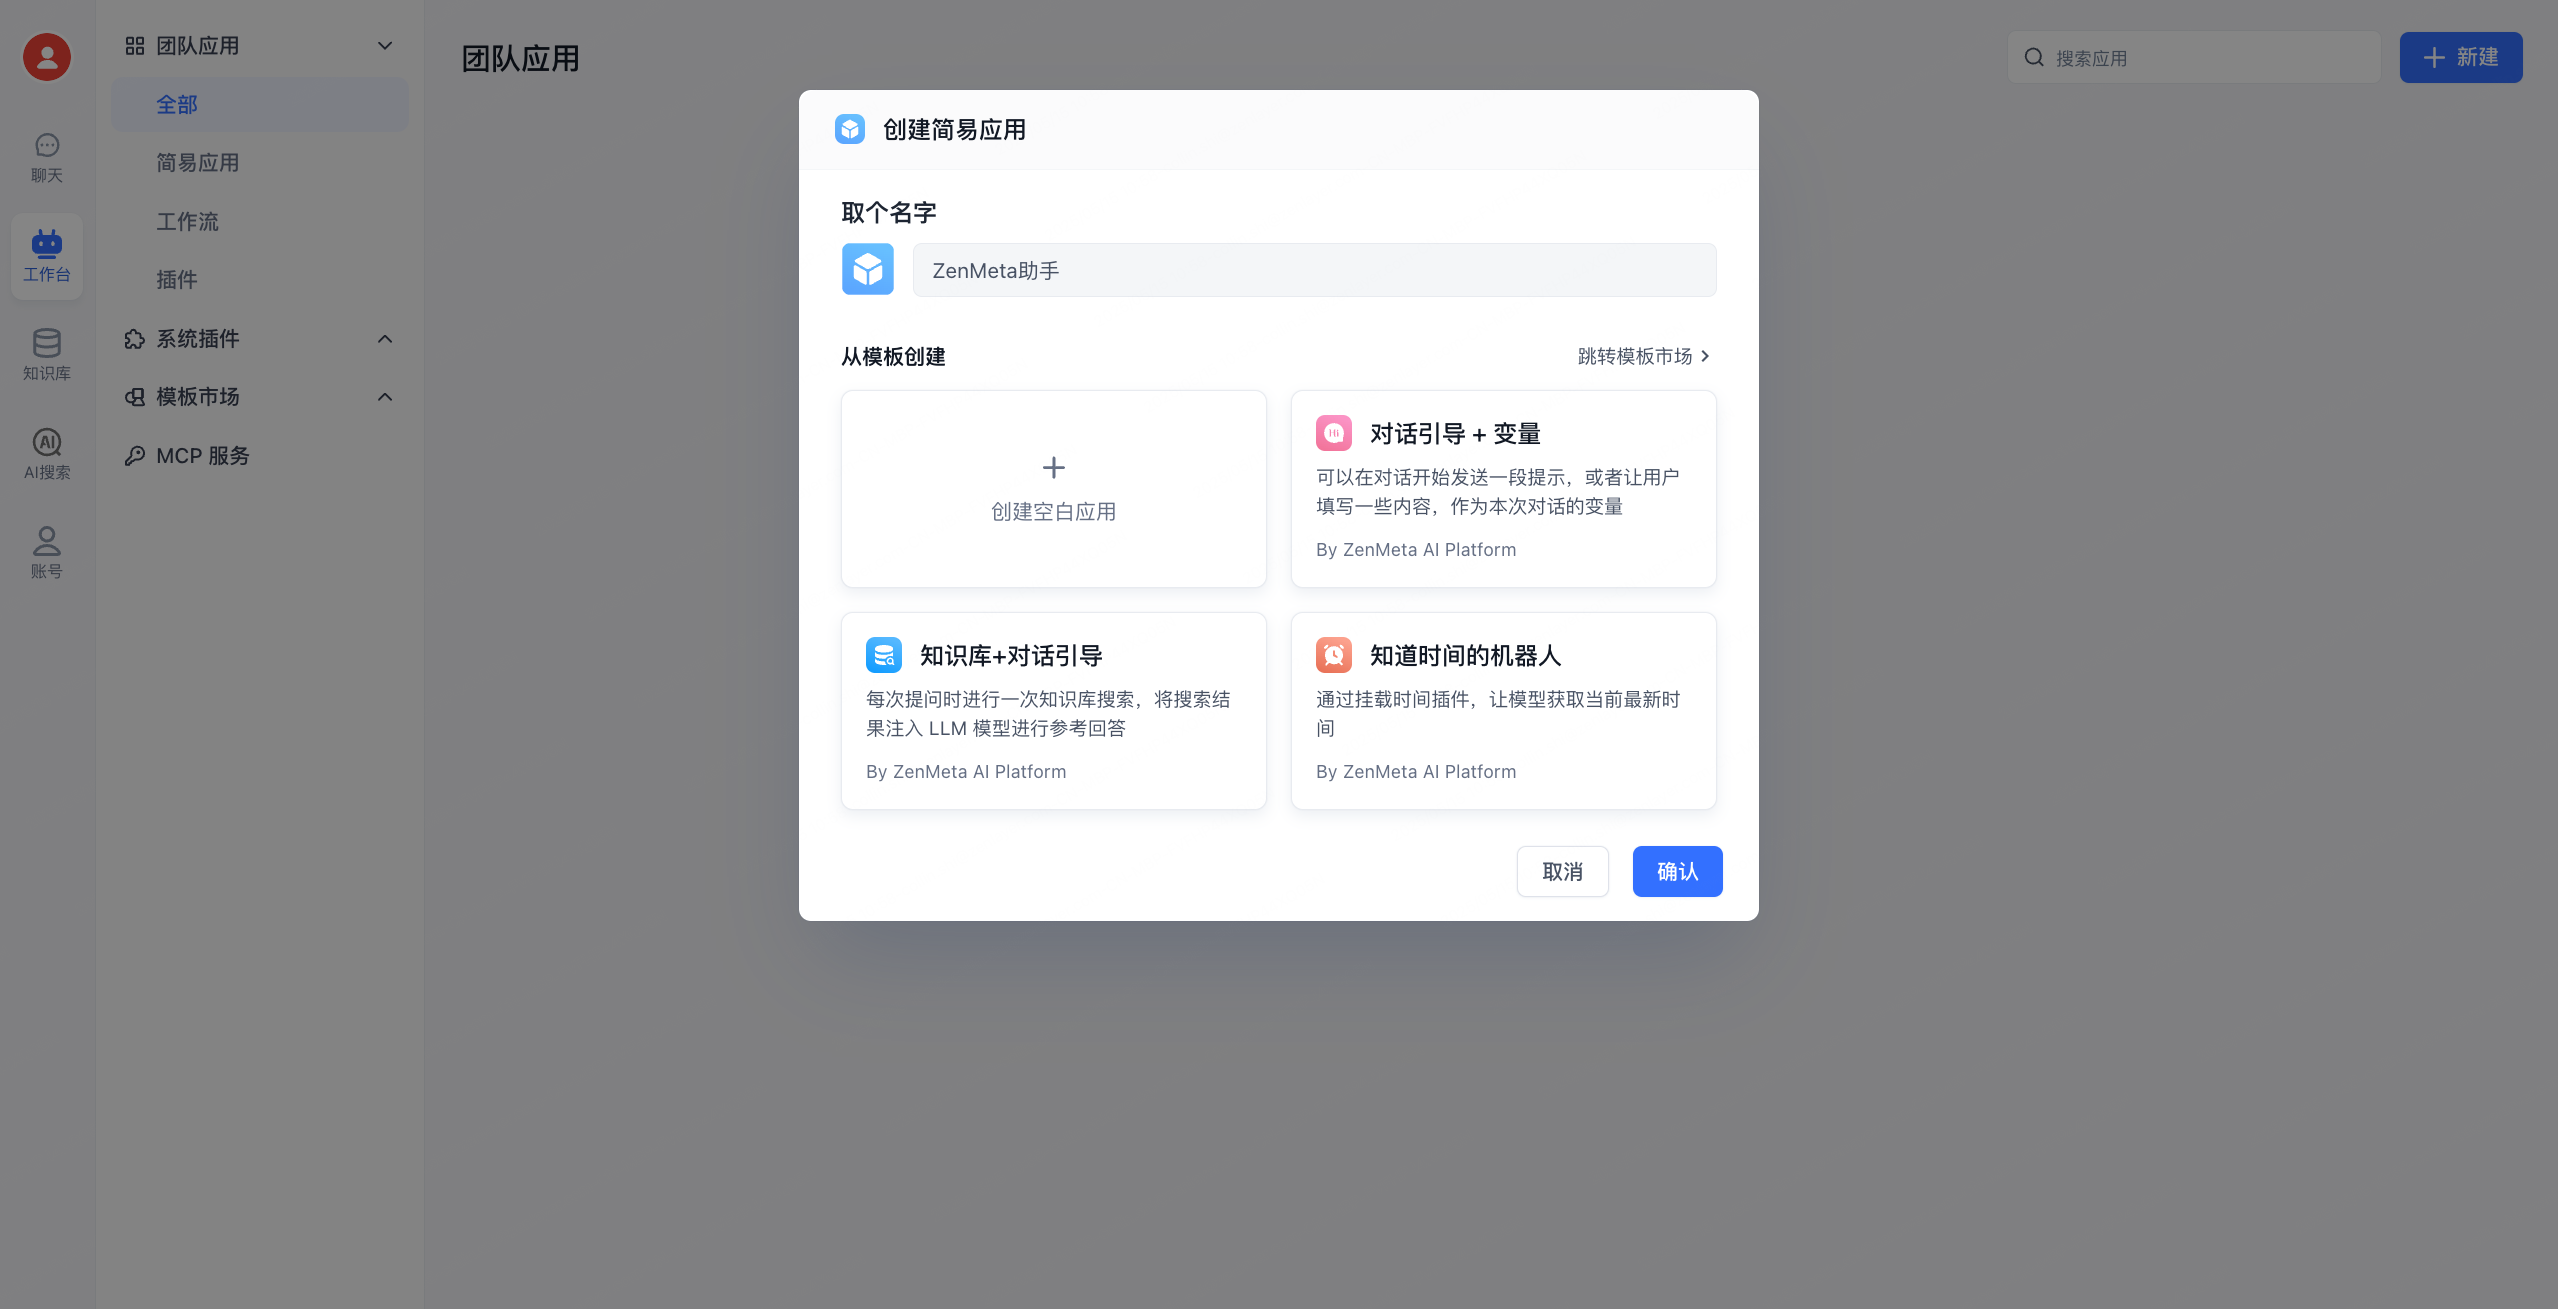 聊天
工作台
知识库
AI搜索
账号
团队应用
全部
简易应用
工作流
插件
系统插件
模板市场
MCP 服务
团队应用
搜索应用
新建
创建简易应用
取个名字
ZenMeta助手
从模板创建
跳转模板市场
创建空白应用
Hi
对话引导 + 变量
可以在对话开始发送一段提示，或者让用户
填写一些内容，作为本次对话的变量
By ZenMeta AI Platform
知识库+对话引导
每次提问时进行一次知识库搜索，将搜索结
果注入 LLM 模型进行参考回答
By ZenMeta AI Platform
知道时间的机器人
通过挂载时间插件，让模型获取当前最新时
间
By ZenMeta AI Platform
取消
确认